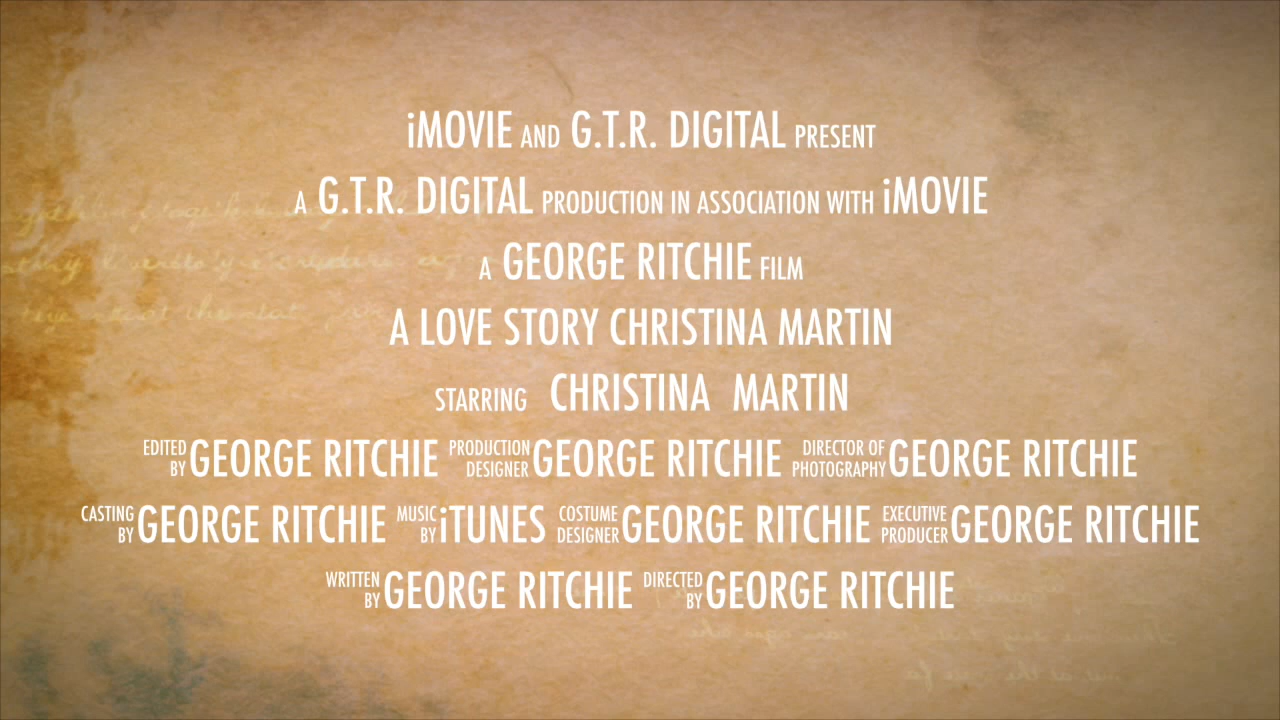 iMOVIE AND G.T.R. DIGITAL PRESENT
A G.T.R. DIGITAL PRODUCTION IN ASSOCIATION WITH iMOVIE
A GEORGE RITCHIE FILM
A LOVE STORY CHRISTINA MARTIN
STARRING CHRISTINA MARTIN
EDITED BY GEORGE RITCHIE PRODUCTION DESIGNER GEORGE RITCHIE DIRECTOR OF PHOTOGRAPHY GEORGE RITCHIE
CASTING BY GEORGE RITCHIE MUSIC BY iTUNES COSTUME DESIGNER GEORGE RITCHIE EXECUTIVE PRODUCER GEORGE RITCHIE
WRITTEN BY GEORGE RITCHIE DIRECTED BY GEORGE RITCHIE